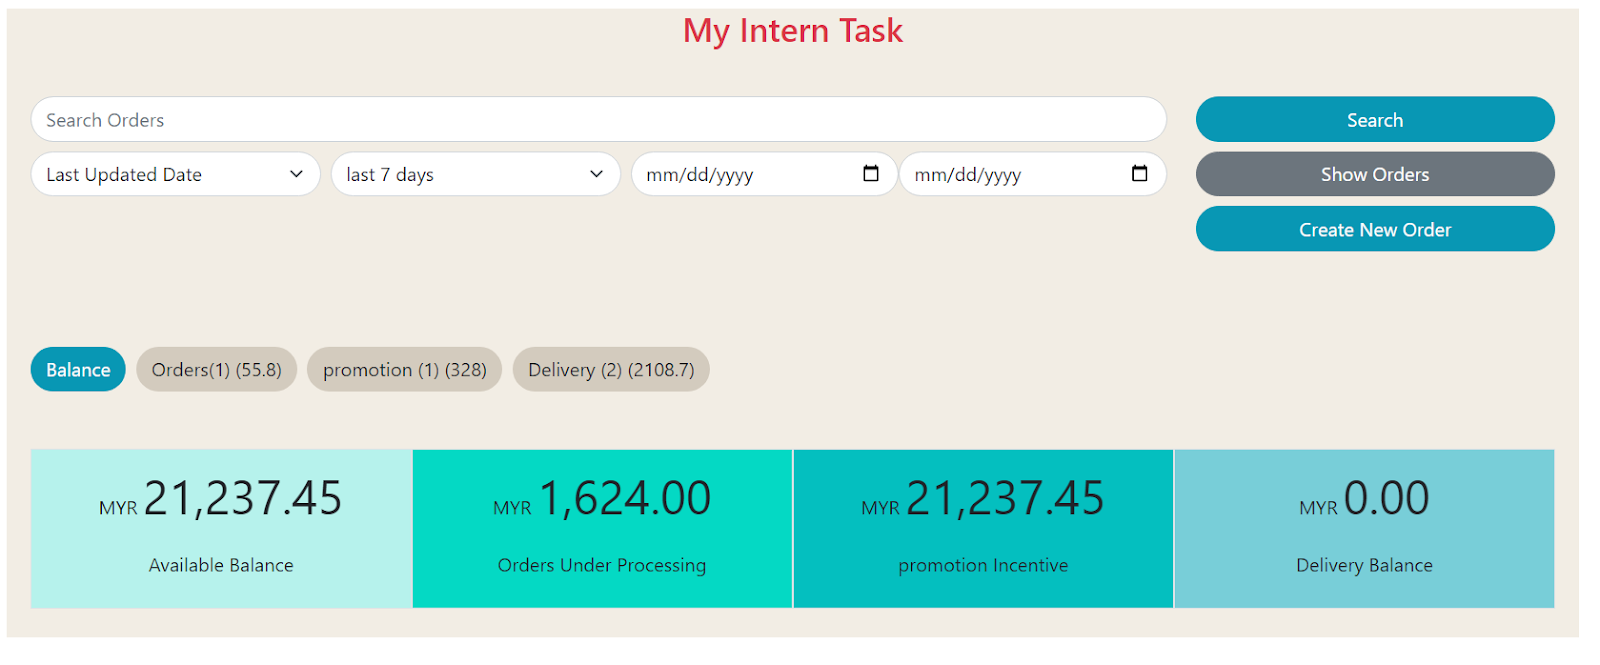 My Intern Task
Search Orders
Search
Last Updated Date
last 7 days
mm/dd/yyyy
mm/dd/yyyy
Show Orders
Create New Order
Balance
Orders(1) (55.8)
promotion (1) (328)
Delivery (2) (2108.7)
MYR 21,237.45
Available Balance
MYR 1,624.00
Orders Under Processing
MYR 21,237.45
promotion Incentive
MYR 0.00
Delivery Balance